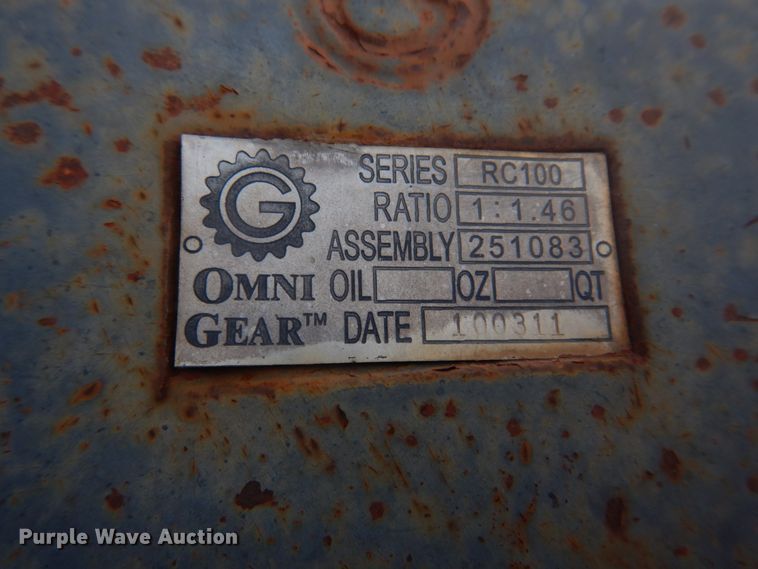 SERIES RC100
RATIO 1:1.46
ASSEMBLY 251083
OMNI OIL OZ QT
GEAR™ DATE 100311
G
Purple Wave Auction®